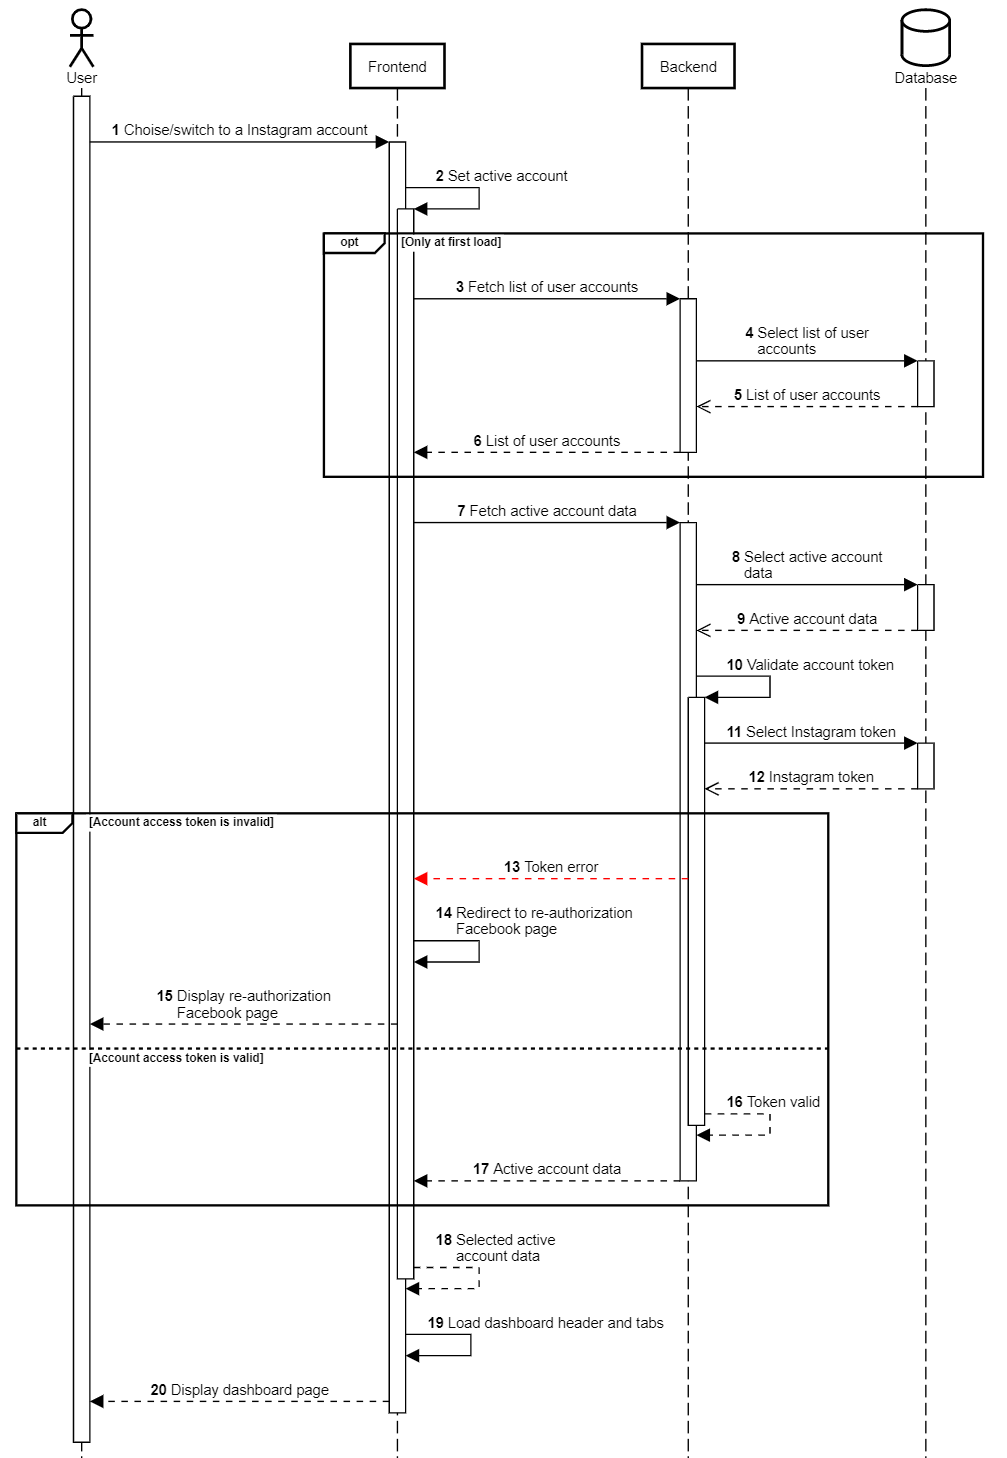 User
Frontend
Backend
Database
1 Choise/switch to a Instagram account
2 Set active account
opt
[Only at first load]
3 Fetch list of user accounts
4 Select list of user
accounts
5 List of user accounts
6 List of user accounts
7 Fetch active account data
8 Select active account
data
9 Active account data
10 Validate account token
11 Select Instagram token
12 Instagram token
alt
[Account access token is invalid]
13 Token error
14 Redirect to re-authorization
Facebook page
15 Display re-authorization
Facebook page
[Account access token is valid]
16 Token valid
17 Active account data
18 Selected active
account data
19 Load dashboard header and tabs
20 Display dashboard page